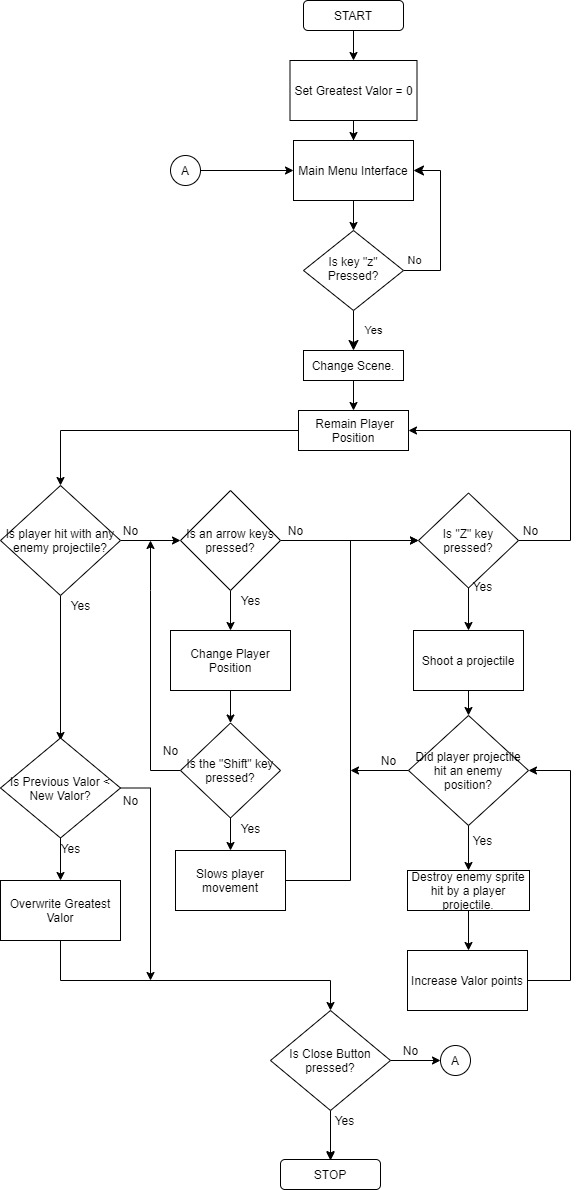 START
Set Greatest Valor = 0
A
Main Menu Interface
Is key "z"
Pressed?
No
Yes
Change Scene.
Remain Player
Position
Is player hit with any
enemy projectile?
No
Is an arrow keys
pressed?
No
Is "Z" key
pressed?
No
Yes
Yes
Yes
Change Player
Position
Shoot a projectile
No
Is the "Shift" key
pressed?
No
Did player projectile
hit an enemy
position?
Is Previous Valor <
New Valor?
No
Yes
Yes
Yes
Slows player
movement
Destroy enemy sprite
hit by a player
projectile.
Overwrite Greatest
Valor
Increase Valor points
Is Close Button
pressed?
No
A
Yes
STOP